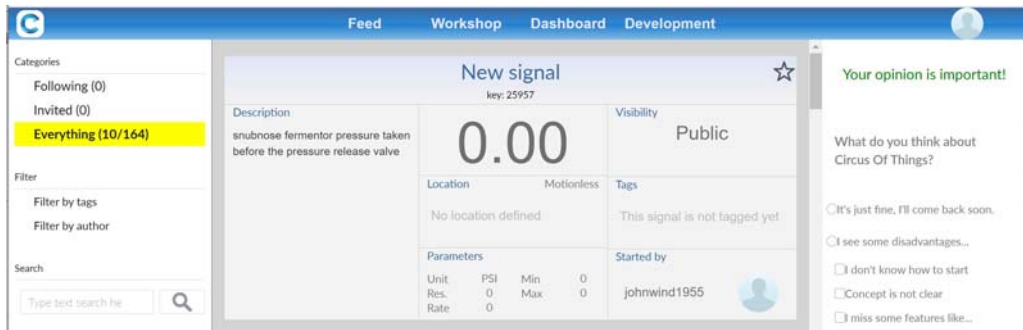 C
Feed Workshop Dashboard Development
Categories
Following (0)
Invited (0)
Everything (10/164)
Filter
Filter by tags
Filter by author
Search
Type text search he
New signal
key: 25957
Description
snubnose fermentor pressure taken
before the pressure release valve
0.00
Visibility
Public
Location Motionless
No location defined
Tags
This signal is not tagged yet
Parameters
Unit PSI Min 0
Res. 0 Max 0
Rate 0
Started by
johnwind1955
Your opinion is important!
What do you think about
Circus Of Things?
It's just fine, I'll come back soon.
I see some disadvantages...
I don't know how to start
Concept is not clear
I miss some features like...